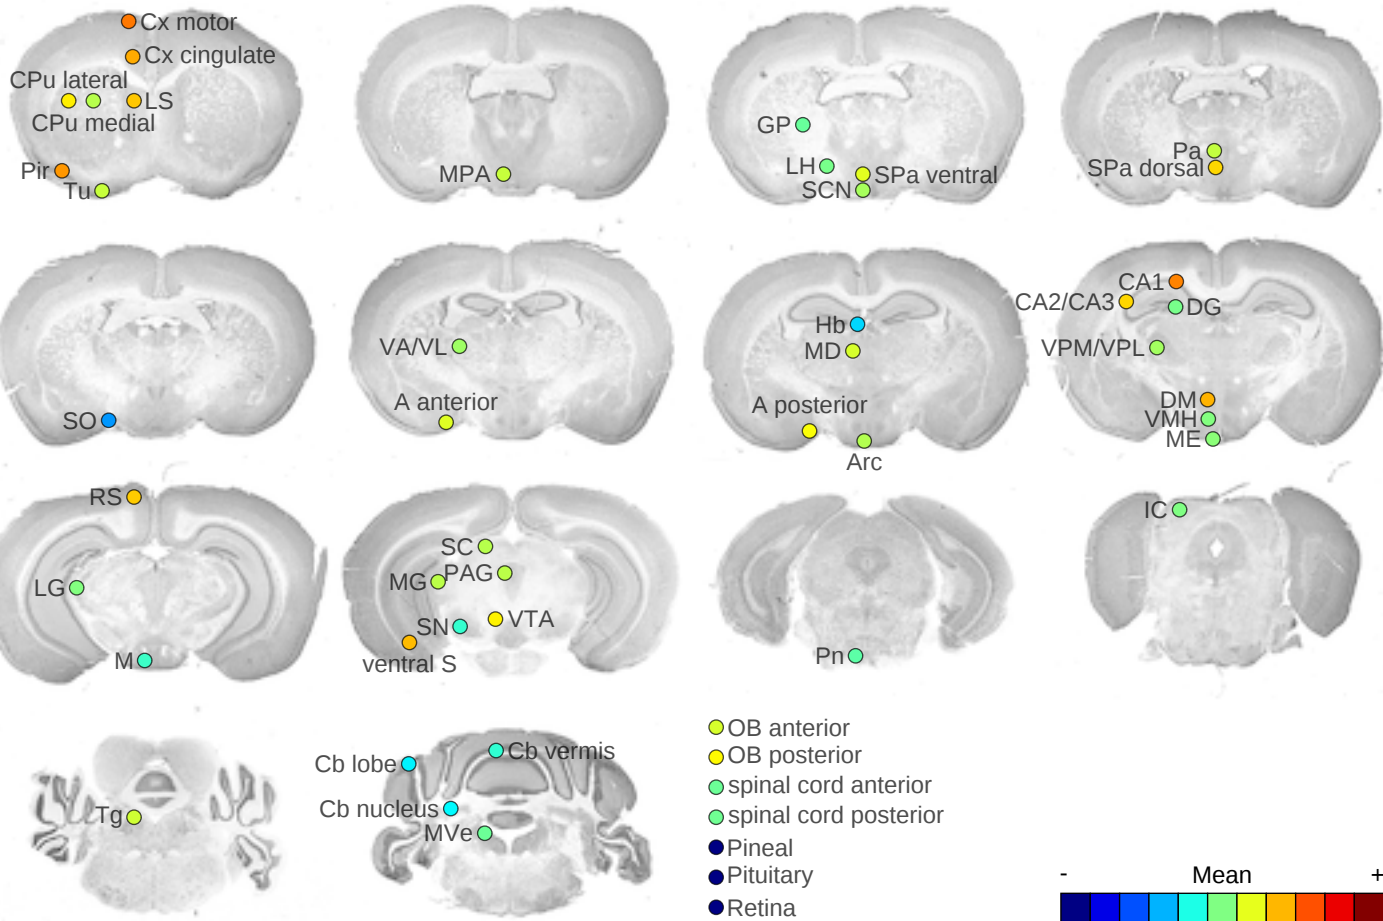 Cx motor
Cx cingulate
CPu lateral
LS
CPu medial
Pir
Tu
MPA
GP
LH
SPa ventral
SCN
Pa
SPa dorsal
SO
VA/VL
A anterior
Hb
MD
A posterior
Arc
CA1
CA2/CA3
DG
VPM/VPL
DM
VMH
ME
RS
LG
M
SC
PAG
MG
VTA
SN
ventral S
Pn
IC
Tg
Cb vermis
Cb lobe
Cb nucleus
MVe
OB anterior
OB posterior
spinal cord anterior
spinal cord posterior
Pineal
Pituitary
Retina
- Mean +